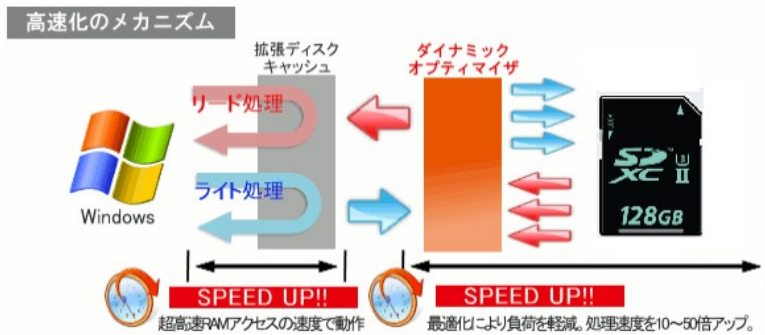 高速化のメカニズム
拡張ディスク
キャッシュ
ダイナミック
オプティマイザ
リード処理
ライト処理
Windows
SD
XC
U3
II
128GB
SPEED UP!!
超高速RAMアクセスの速度で動作
SPEED UP!!
最適化により負荷を軽減。処理速度を10～50倍アップ。